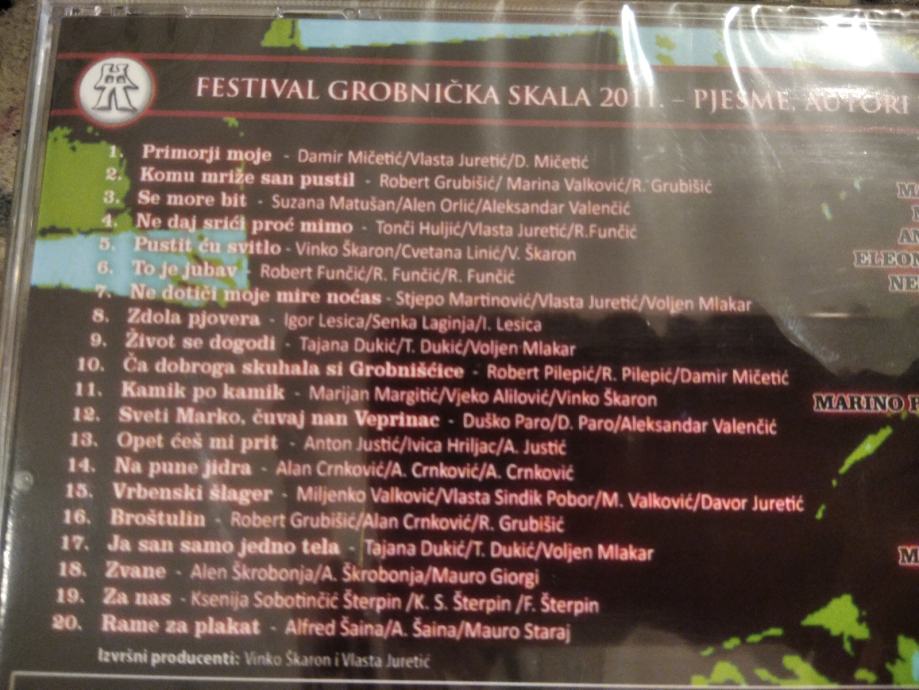 FESTIVAL GROBNIČKA SKALA 2011. – PJESME, AUTORI
1. Primorji moje - Damir Mičetić/Vlasta Juretić/D. Mičetić
2. Komu mriže san pustil - Robert Grubišić/ Marina Valković/R. Grubišić
3. Se more bit - Suzana Matušan/Alen Orlić/Aleksandar Valenčić
4. Ne daj srići proć mimo - Tonči Huljić/Vlasta Juretić/R.Funčić
5. Pustit ću svitlo - Vinko Škaron/Cvetana Linić/V. Škaron
6. To je jubav - Robert Funčić/R. Funčić/R. Funčić
7. Ne dotiči moje mire noćas - Stjepo Martinović/Vlasta Juretić/Voljen Mlakar
8. Zdola pjovera - Igor Lesica/Senka Laginja/I. Lesica
9. Život se dogodi - Tajana Dukić/T. Dukić/Voljen Mlakar
10. Ča dobroga skuhala si Grobnišćice - Robert Pilepić/R. Pilepić/Damir Mičetić
11. Kamik po kamik - Marijan Margitić/Vjeko Alilović/Vinko Škaron
MARINO
12. Sveti Marko, čuvaj nan Veprinac - Duško Paro/D. Paro/Aleksandar Valenčić
13. Opet ćeš mi prit - Anton Justić/Ivica Hriljac/A. Justić
14. Na pune jidra - Alan Crnković/A. Crnković/A. Crnković
15. Vrbenski šlager - Miljenko Valković/Vlasta Sindik Pobor/M. Valković/Davor Juretić
16. Broštulin - Robert Grubišić/Alan Crnković/R. Grubišić
17. Ja san samo jedno tela - Tajana Dukić/T. Dukić/Voljen Mlakar
18. Zvane - Alen Škrobonja/A. Škrobonja/Mauro Giorgi
19. Za nas - Ksenija Sobotinčić Šterpin /K. S. Šterpin /F. Šterpin
20. Rame za plakat - Alfred Šaina/A. Šaina/Mauro Staraj
Izvršni producenti: Vinko Škaron i Vlasta Juretić